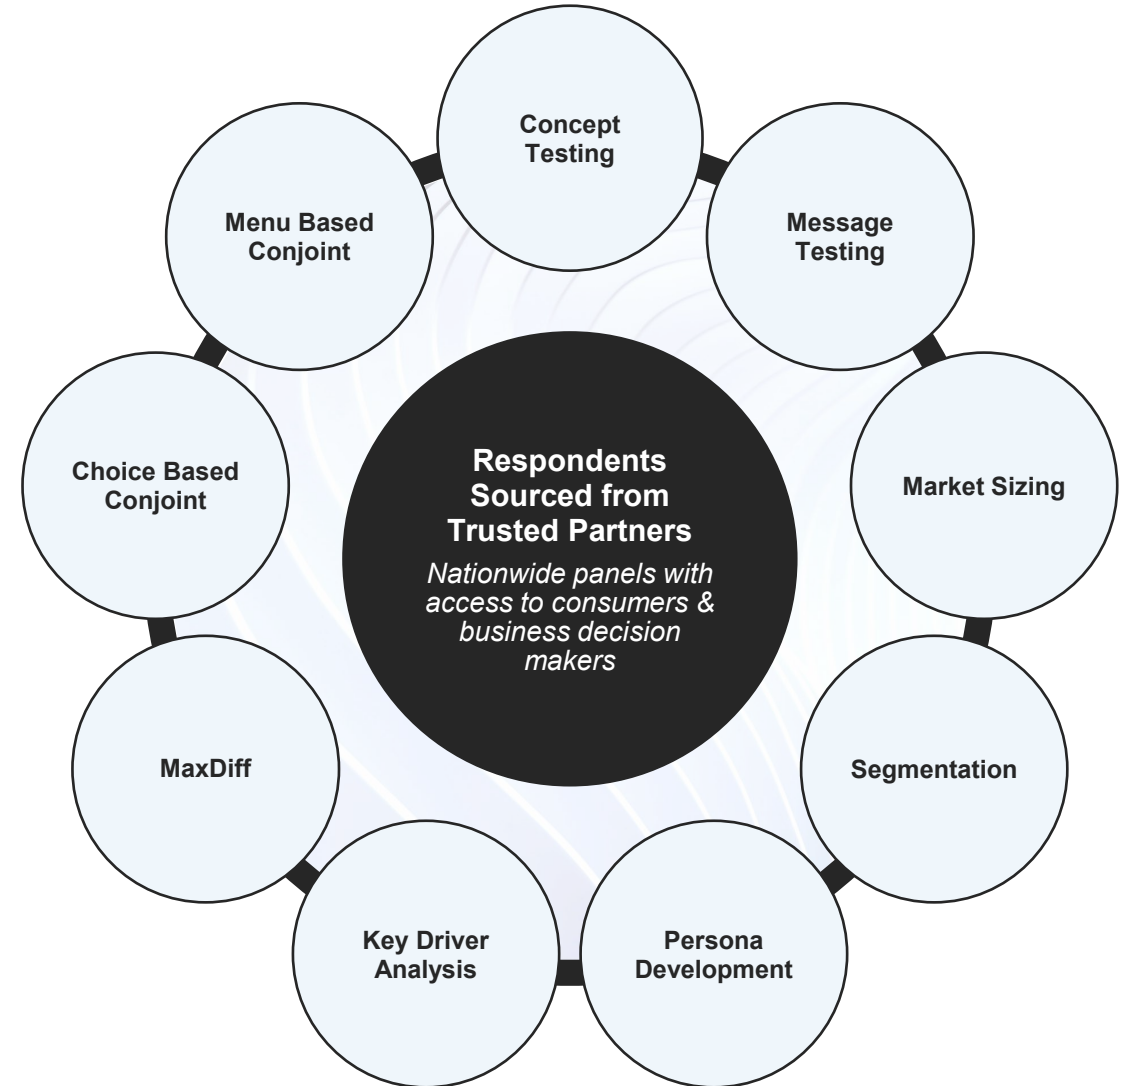 Concept
Testing
Message
Testing
Market Sizing
Segmentation
Persona
Development
Key Driver
Analysis
MaxDiff
Choice Based
Conjoint
Menu Based
Conjoint
Respondents
Sourced from
Trusted Partners
Nationwide panels with
access to consumers &
business decision
makers